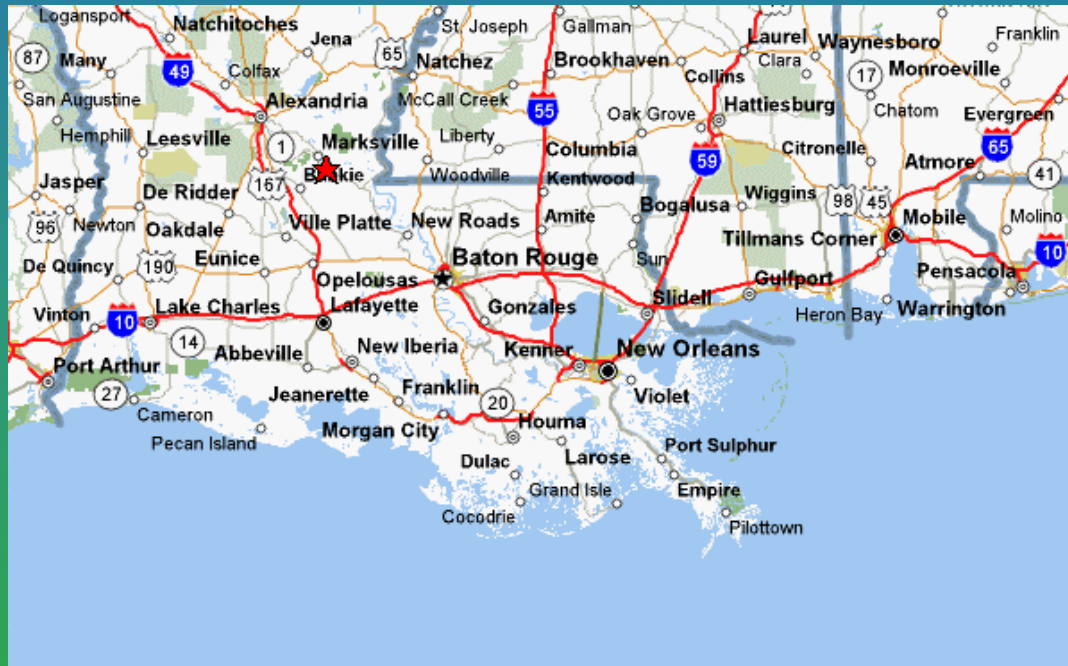 Logansport
Natchitoches
St. Joseph
Gallman
Laurel
Waynesboro
Franklin
87
Many
Jena
65
Natchez
Brookhaven
Collins
Clara
17
Monroeville
49
Colfax
San Augustine
McCall Creek
Oak Grove
Hattiesburg
Chatom
Alexandria
55
Evergreen
Hemphill
Leesville
1
Marksville
Liberty
Columbia
59
Citronelle
65
Atmore
Jasper
De Ridder
167
Bunkie
Woodville
Kentwood
Wiggins
98
45
41
96
Newton
Oakdale
Ville Platte
New Roads
Amite
Bogalusa
Mobile
Molino
Tillmans Corner
10
De Quincy
190
Eunice
Baton Rouge
Sun
Pensacola
Opelousas
Gulfport
Vinton
10
Lake Charles
Lafayette
Gonzales
Slidell
Heron Bay
Warrington
14
Abbeville
New Iberia
Kenner
New Orleans
Port Arthur
27
Jeanerette
Franklin
20
Violet
Cameron
Pecan Island
Morgan City
Houma
Port Sulphur
Dulac
Larose
Grand Isle
Empire
Cocodrie
Pilottown